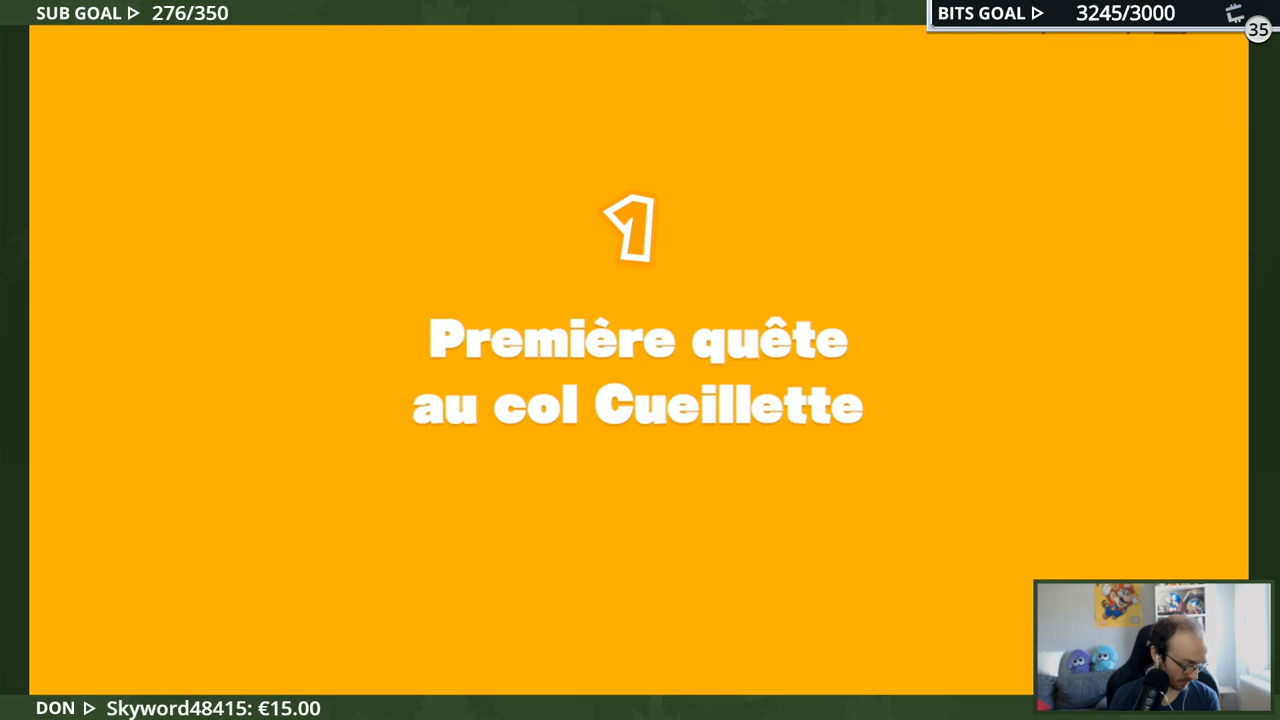 SUB GOAL ▷ 276/350
BITS GOAL ▷ 3245/3000
35
1
Première quête
au col Cueillette
DON ▷ Skyword48415: €15.00